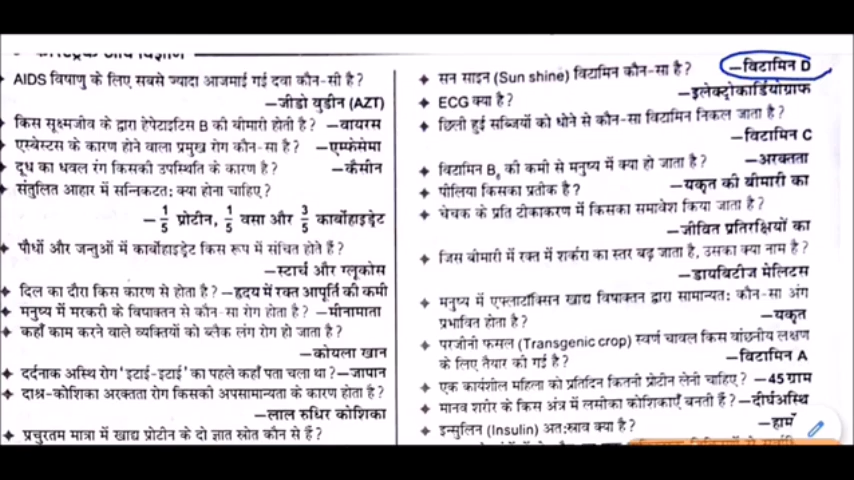 AIDS विषाणु के लिए सबसे ज्यादा आजमाई गई दवा कौन-सी है?
—जीडो वुडीन (AZT)
किस सूक्ष्मजीव के द्वारा हेपेटाइटिस B की बीमारी होती है? —वायरस
एस्बेस्टस के कारण होने वाला प्रमुख रोग कौन-सा है? —एम्फेसेमा
दूध का धवल रंग किसकी उपस्थिति के कारण है? —कैमीन
संतुलित आहार में सन्निकटत: क्या होना चाहिए?
—1/5 प्रोटीन, 1/5 वसा और 3/5 कार्बोहाइड्रेट
पौधों और जन्तुओं में कार्बोहाइड्रेट किस रूप में संचित होते हैं?
—स्टार्च और ग्लूकोस
दिल का दौरा किस कारण से होता है? —हृदय में रक्त आपूर्ति की कमी
मनुष्य में मरकरी के विषाक्तन से कौन-सा रोग होता है? —मीनामाता
कहाँ काम करने वाले व्यक्तियों को ब्लैक लंग रोग हो जाता है?
—कोयला खान
दर्दनाक अस्थि रोग 'इटाई-इटाई' का पहले कहाँ पता चला था? —जापान
दात्र-कोशिका अरक्तता रोग किसकी अपसामान्यता के कारण होता है?
—लाल रुधिर कोशिका
प्रचुरतम मात्रा में खाद्य प्रोटीन के दो ज्ञात स्रोत कौन से हैं?
सन साइन (Sun shine) विटामिन कौन-सा है? —विटामिन D
ECG क्या है? —इलेक्ट्रोकार्डियोग्राफ
छिली हुई सब्जियों को धोने से कौन-सा विटामिन निकल जाता है?
—विटामिन C
विटामिन B6 की कमी से मनुष्य में क्या हो जाता है? —अरक्तता
पीलिया किसका प्रतीक है? —यकृत की बीमारी का
चेचक के प्रति टीकाकरण में किसका समावेश किया जाता है?
—जीवित प्रतिरक्षियों का
जिस बीमारी में रक्त में शर्करा का स्तर बढ़ जाता है, उसका क्या नाम है?
—डायबिटीज मेलिटस
मनुष्य में एफ्लाटॉक्सिन खाद्य विषाक्तन द्वारा सामान्यत: कौन-सा अंग
प्रभावित होता है? —यकृत
परजीनी फसल (Transgenic crop) स्वर्ण चावल किस वांछनीय लक्षण
के लिए तैयार की गई है? —विटामिन A
एक कार्यशील महिला को प्रतिदिन कितनी प्रोटीन लेनी चाहिए? —45 ग्राम
मानव शरीर के किस अंत्र में लसीका कोशिकाएँ बनती हैं? —दीर्घअस्थि
इन्सुलिन (Insulin) अत:स्राव क्या है?